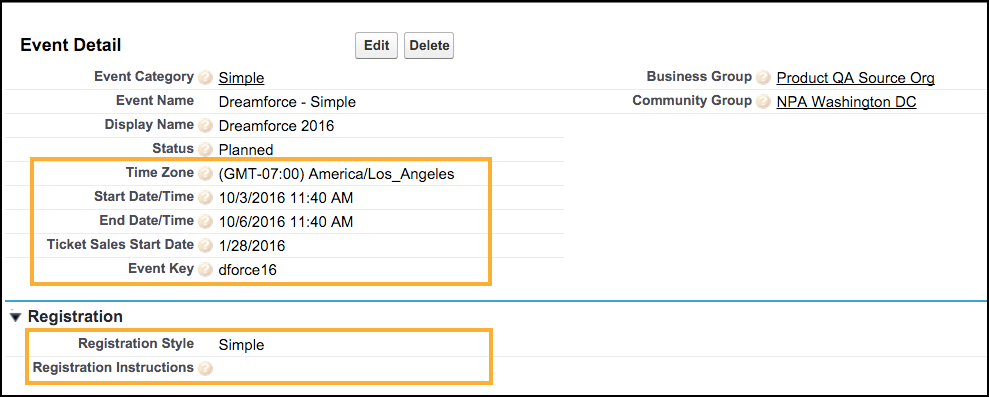 Event Detail Edit Delete
Event Category ? Simple Business Group ? Product QA Source Org
Event Name Dreamforce - Simple Community Group ? NPA Washington DC
Display Name ? Dreamforce 2016
Status ? Planned
Time Zone ? (GMT-07:00) America/Los_Angeles
Start Date/Time ? 10/3/2016 11:40 AM
End Date/Time ? 10/6/2016 11:40 AM
Ticket Sales Start Date ? 1/28/2016
Event Key ? dforce16
Registration
Registration Style Simple
Registration Instructions ?